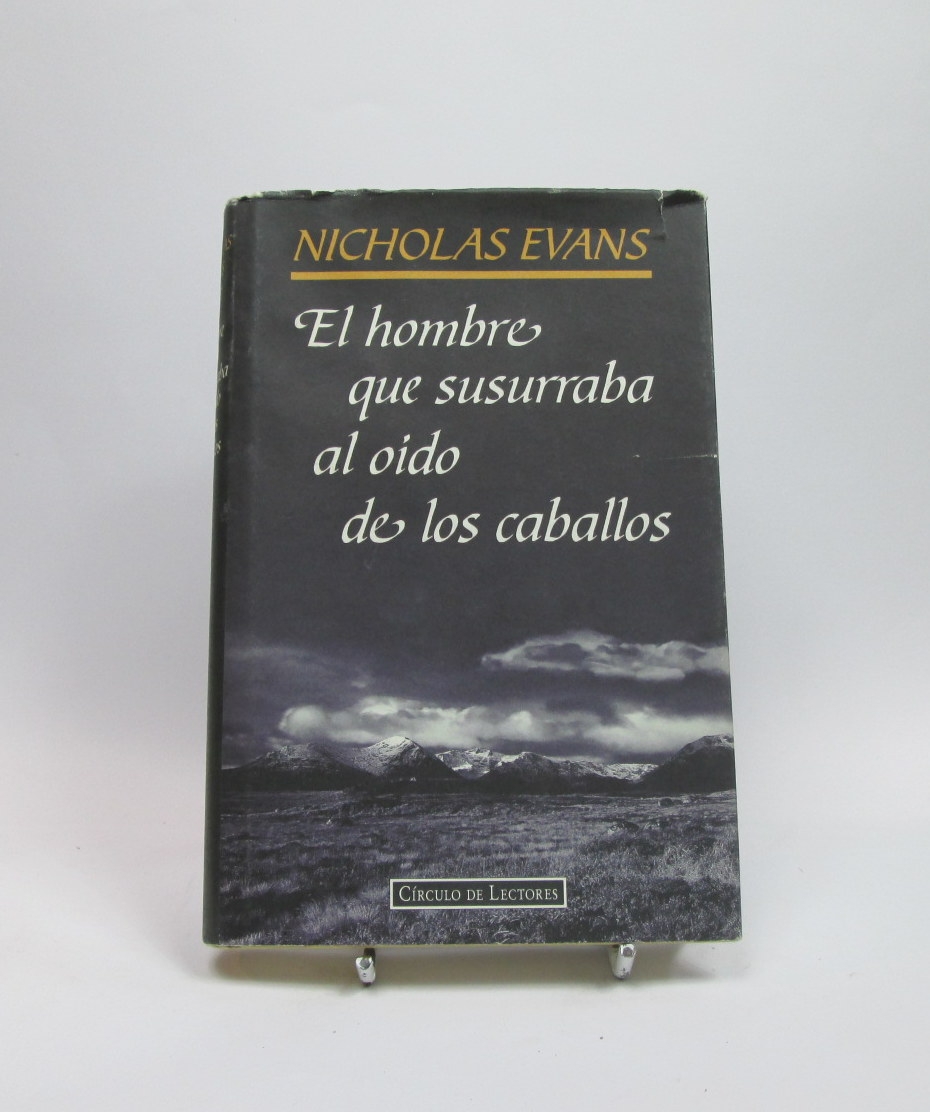 NICHOLAS EVANS
El hombre
que susurraba
al oido
de los caballos
CÍRCULO DE LECTORES